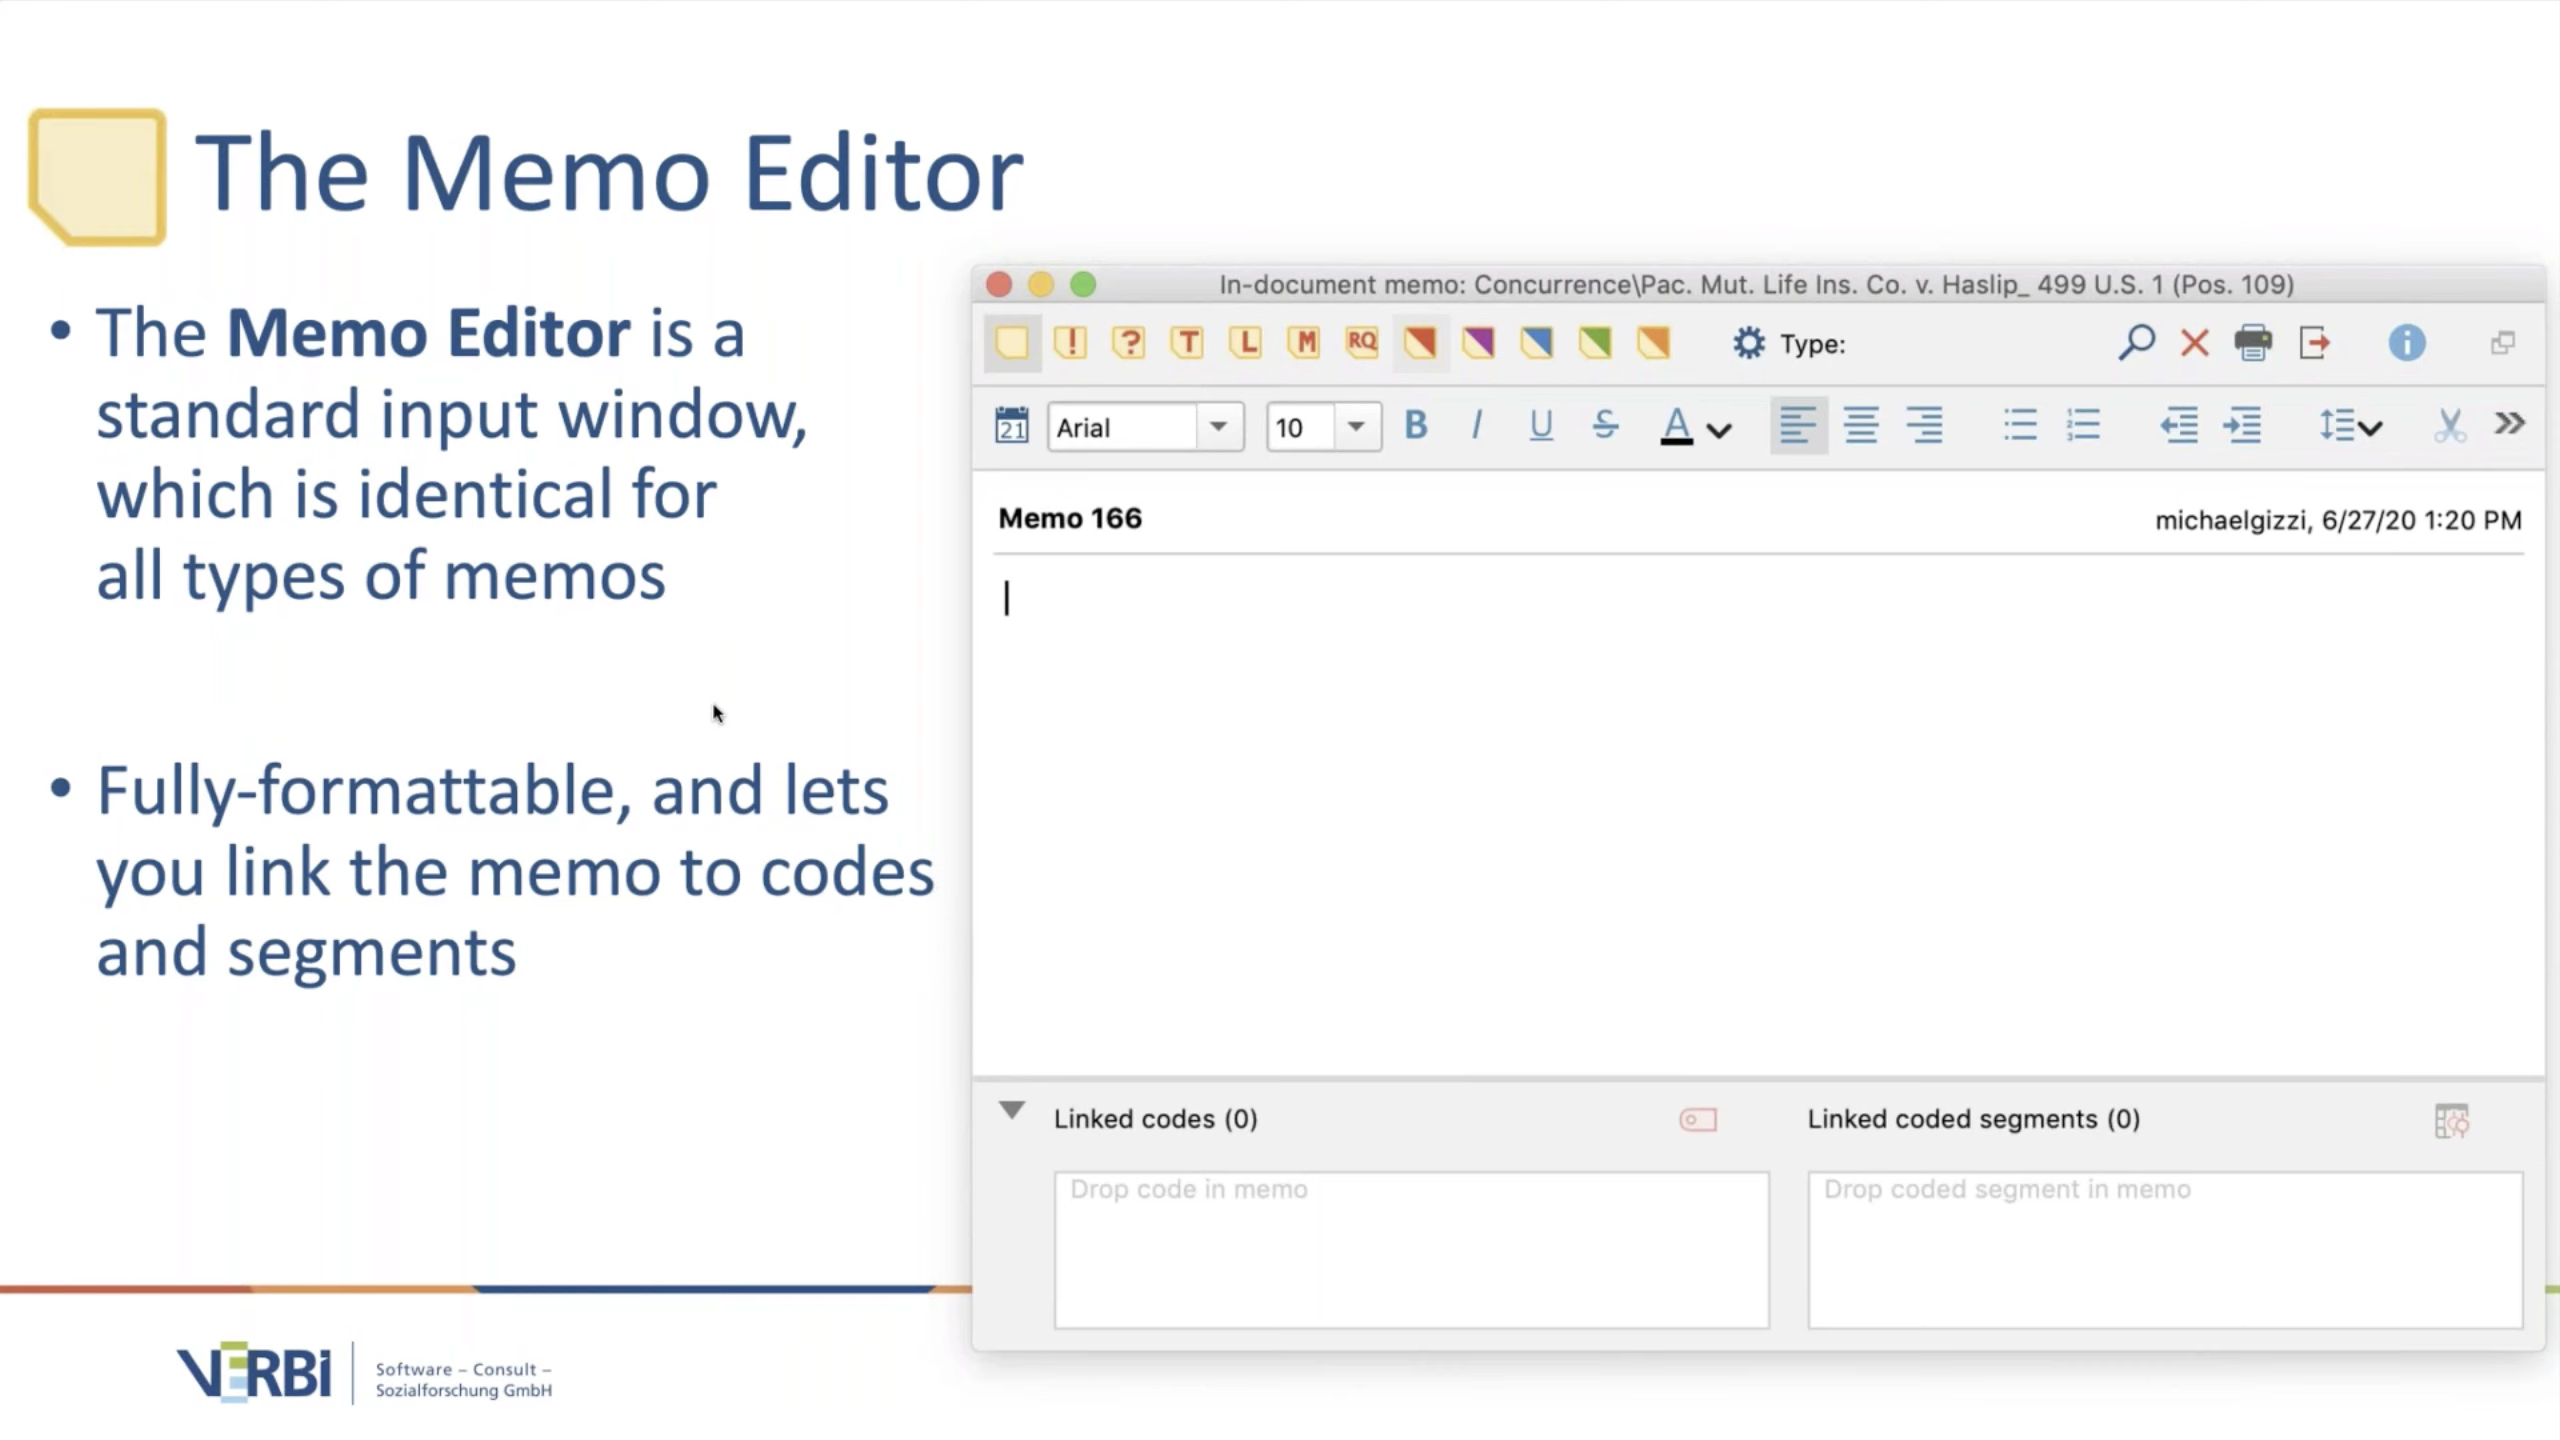 The Memo Editor
• The Memo Editor is a
standard input window,
which is identical for
all types of memos
• Fully-formattable, and lets
you link the memo to codes
and segments
In-document memo: Concurrence\Pac. Mut. Life Ins. Co. v. Haslip_ 499 U.S. 1 (Pos. 109)
! ? T L M RQ Type:
21 Arial 10 B I U S A
Memo 166 michaelgizzi, 6/27/20 1:20 PM
Linked codes (0) Linked coded segments (0)
Drop code in memo Drop coded segment in memo
VERBI Software – Consult –
Sozialforschung GmbH